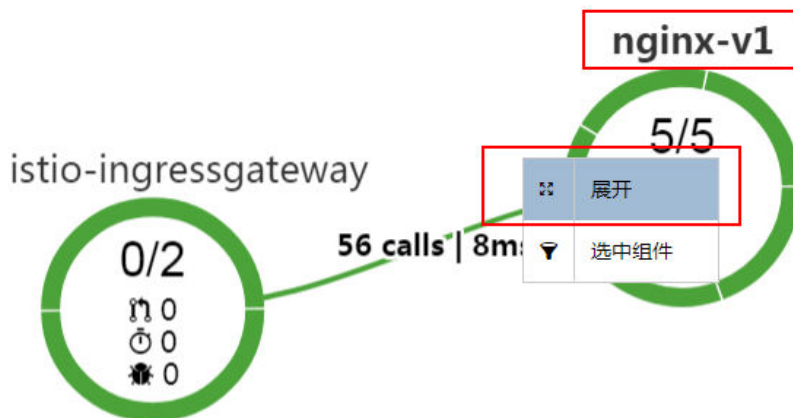 nginx-v1
5/5
istio-ingressgateway
展开
56 calls | 8ms
选中组件
0/2
0
0
0